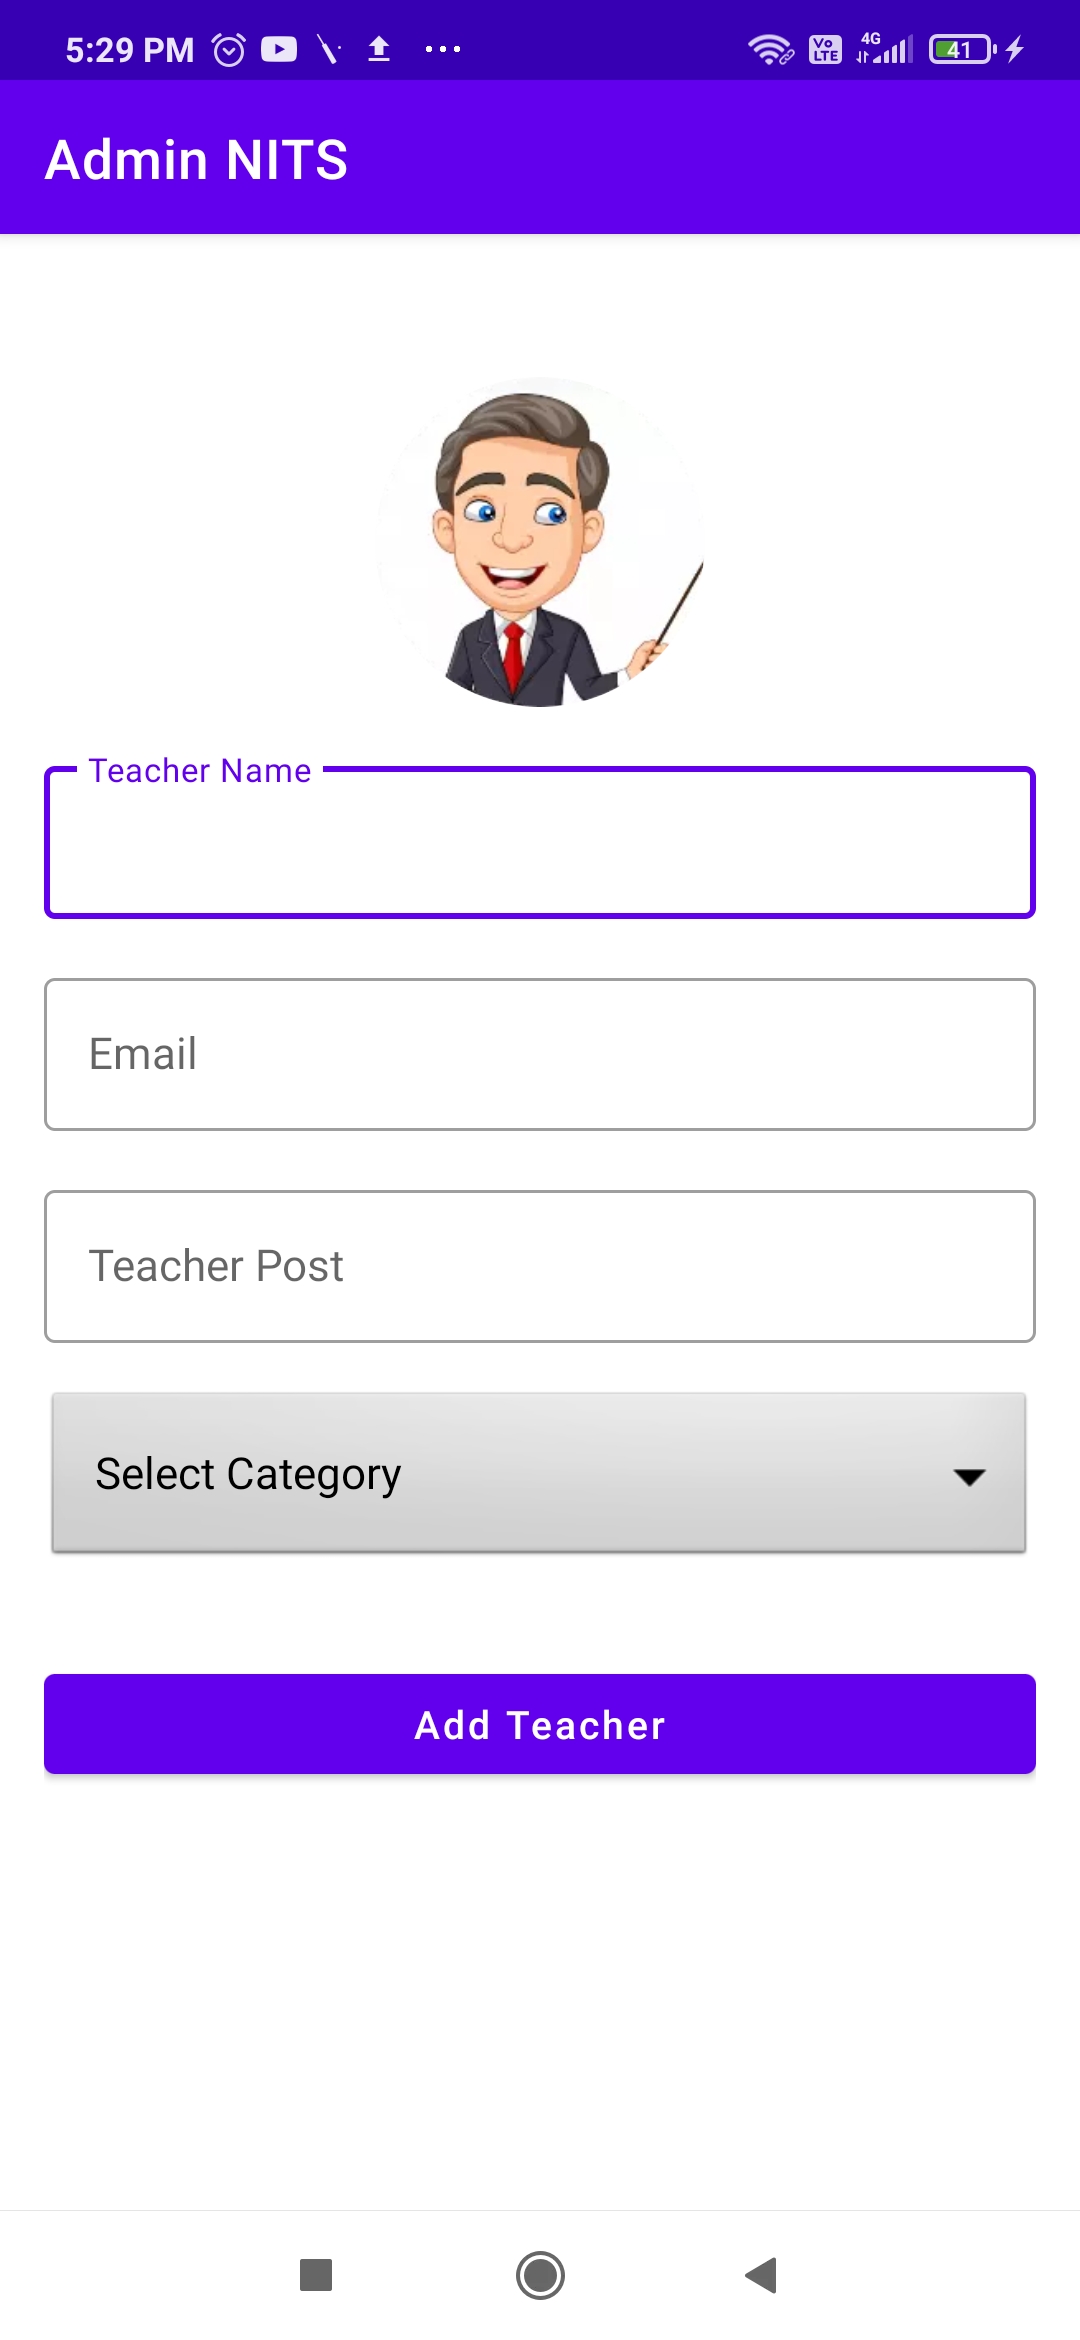 5:29 PM
Vo LTE 4G 41
Admin NITS
Teacher Name
Email
Teacher Post
Select Category
Add Teacher